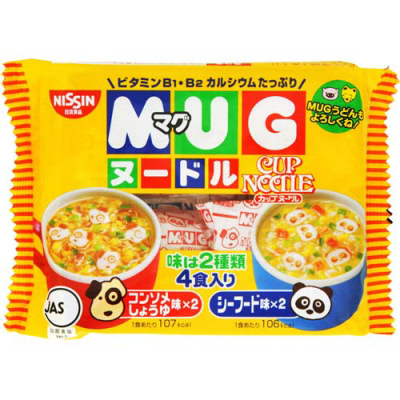 NISSIN
日清食品
ビタミンB1・B2 カルシウムたっぷり
MUGうどんも
よろしくね!
MUG
マグ
ヌードル
CUP
NOODLE
カップヌードル
MUG
味は2種類
4食入り
JAS
コンソメ
しょうゆ味×2
1食あたり107kcal
シーフード味×2
1食あたり106kcal